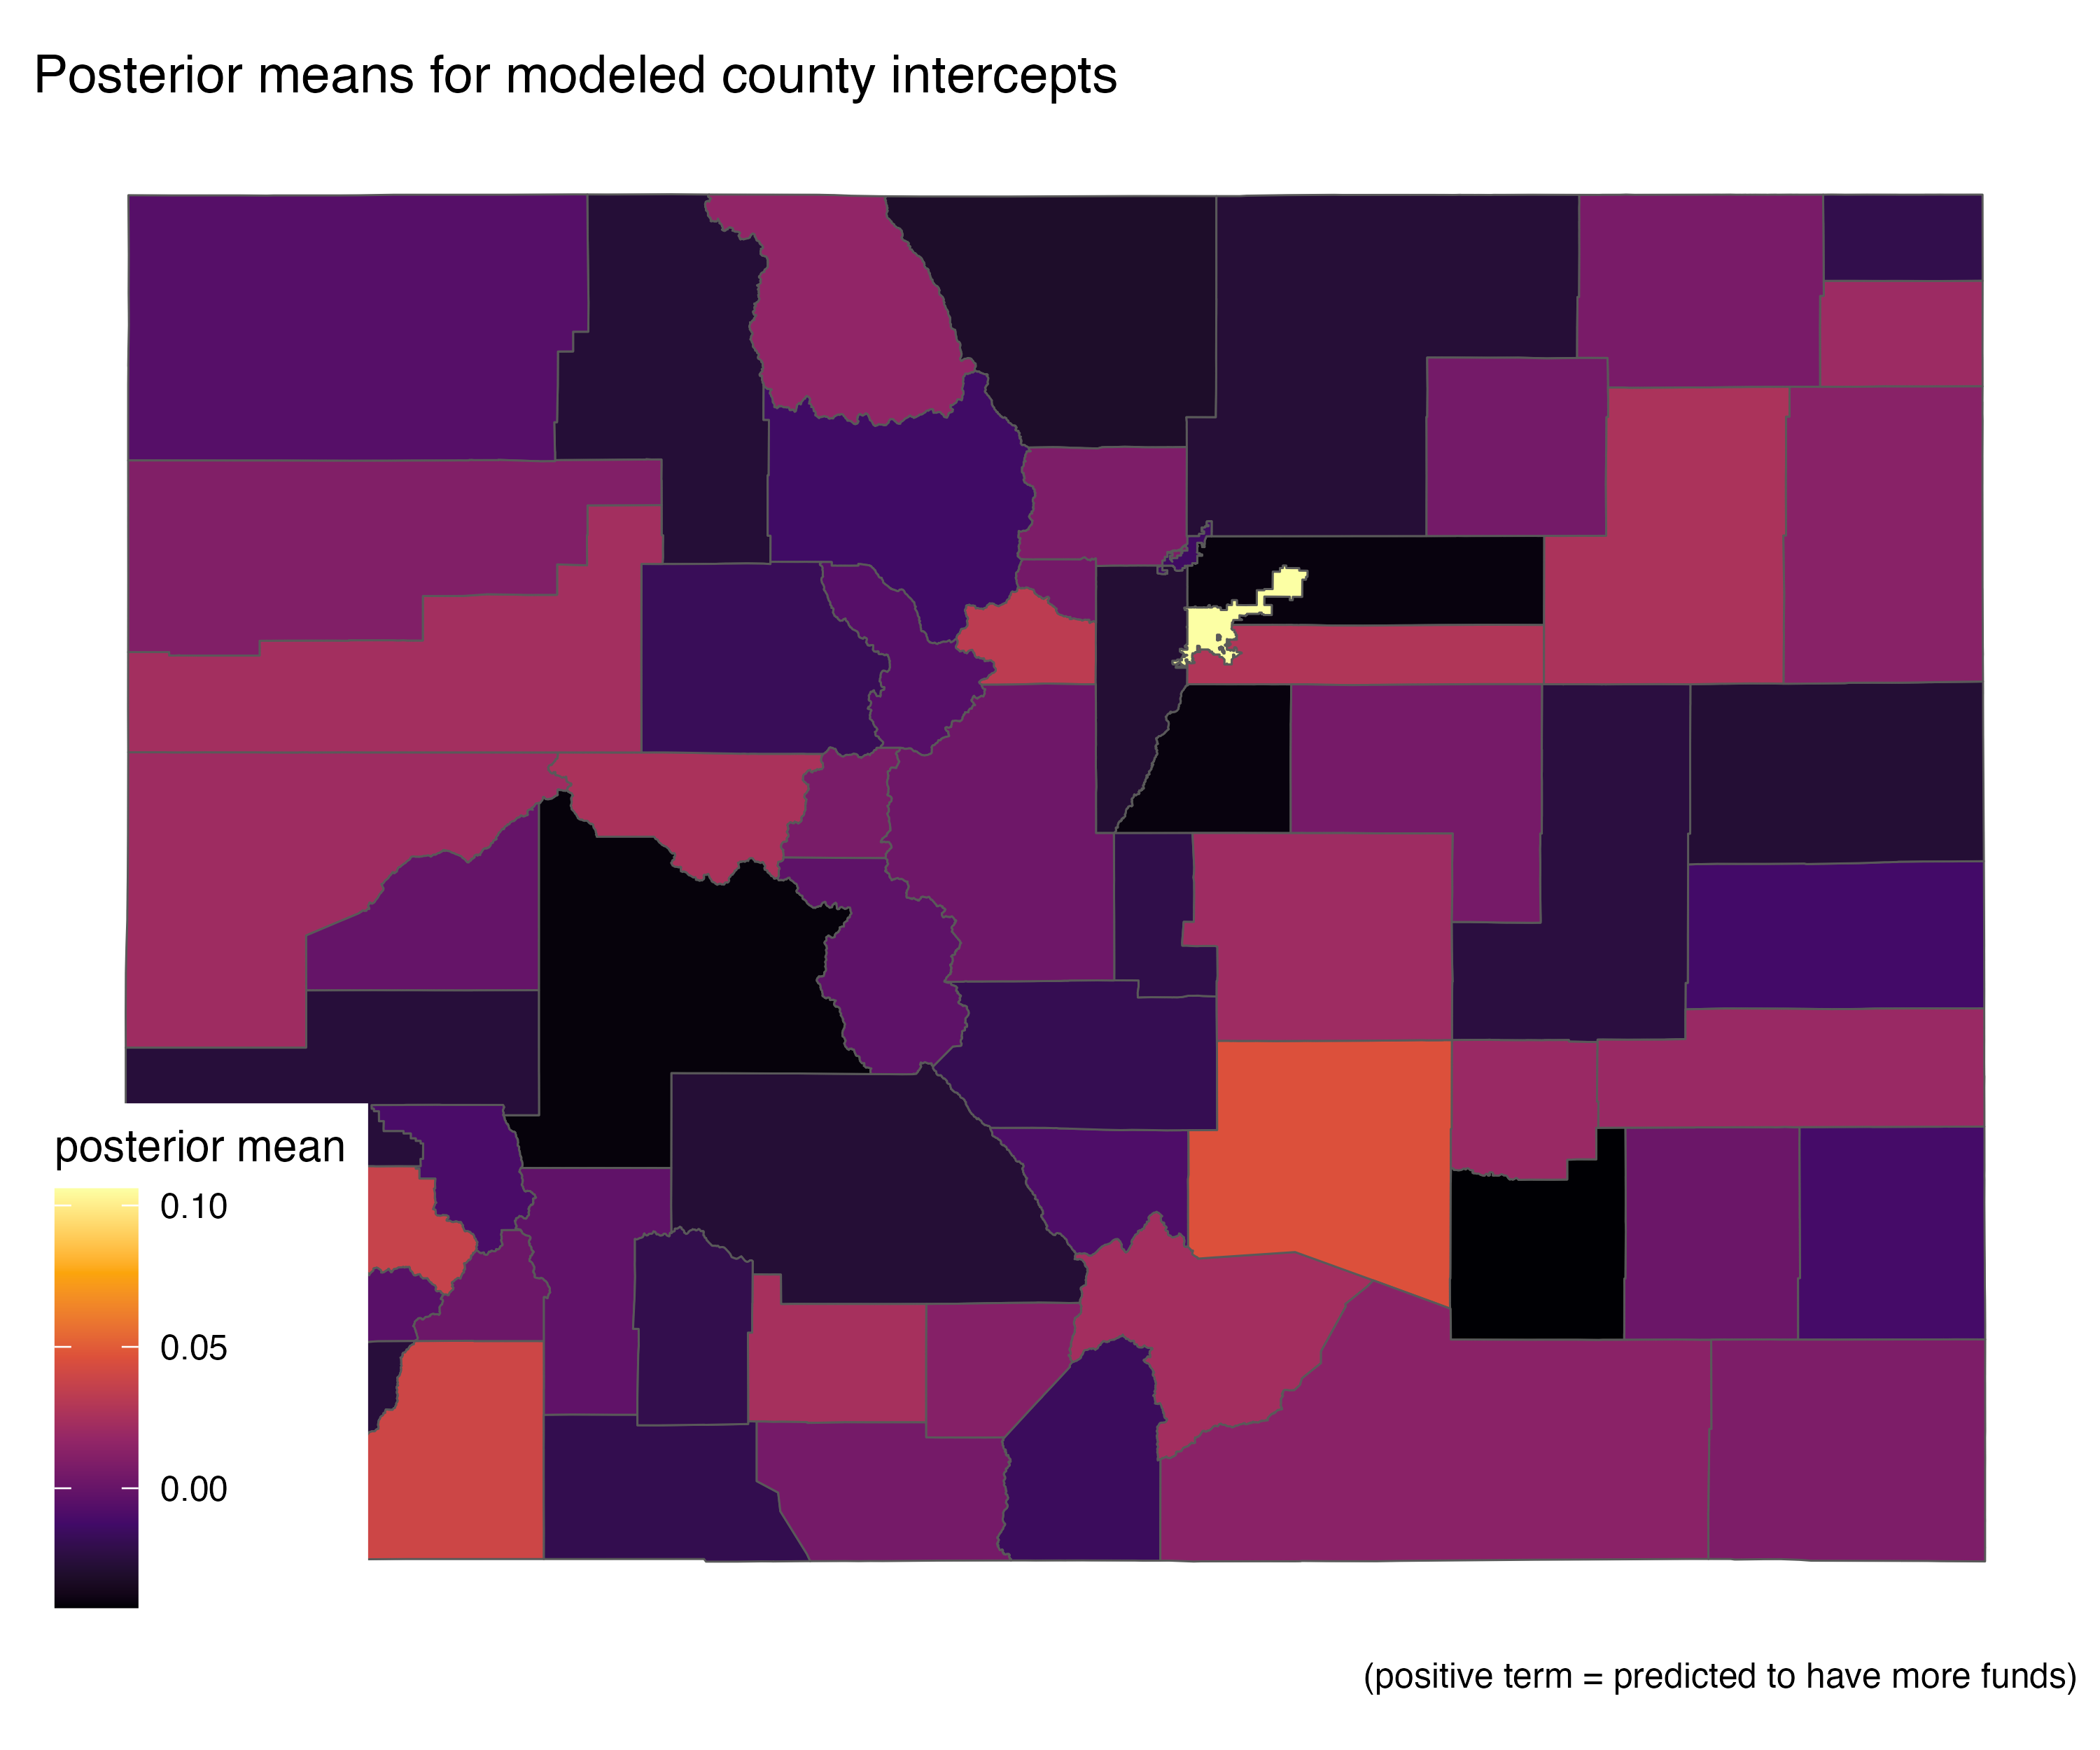 Posterior means for modeled county intercepts
posterior mean
0.10
0.05
0.00
(positive term = predicted to have more funds)